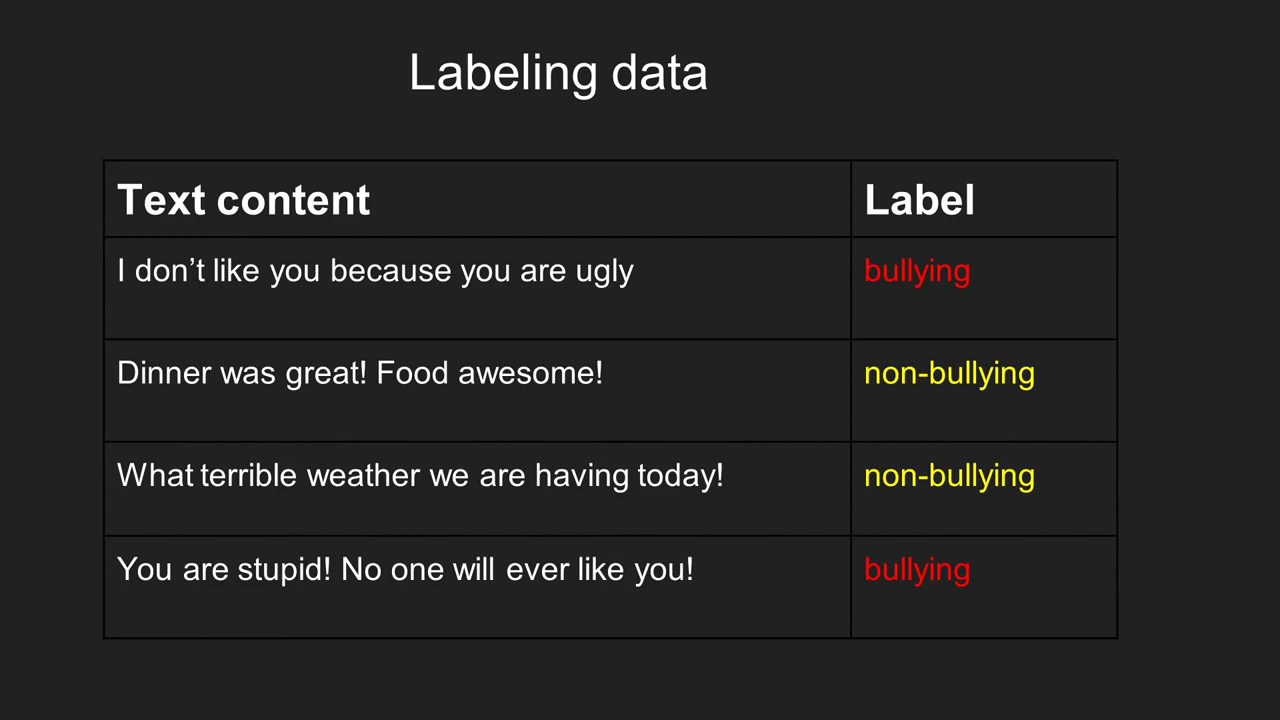 Labeling data
Text content Label
I don’t like you because you are ugly bullying
Dinner was great! Food awesome! non-bullying
What terrible weather we are having today! non-bullying
You are stupid! No one will ever like you! bullying